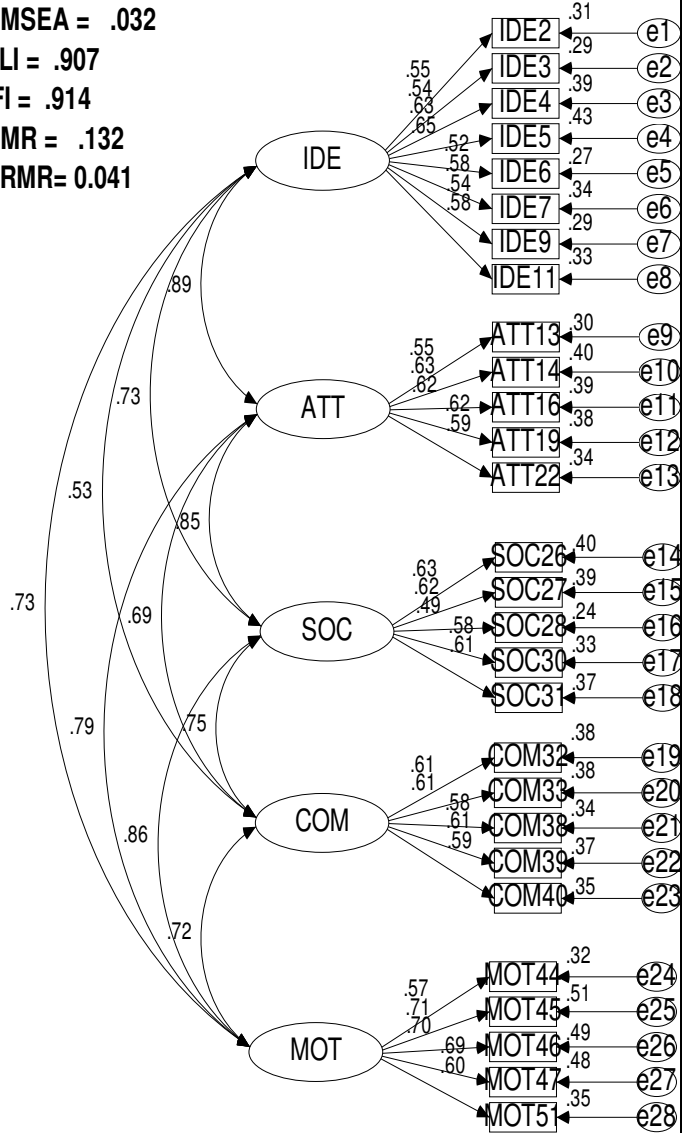 MSEA = .032
LI = .907
FI = .914
MR = .132
RMR= 0.041
IDE
.55
.54
.63
.65
.52
.58
.54
.58
IDE2 .31 e1
IDE3 .29 e2
IDE4 .39 e3
IDE5 .43 e4
IDE6 .27 e5
IDE7 .34 e6
IDE9 .29 e7
IDE11 .33 e8
.89
ATT
.55
.63
.62
.62
.59
ATT13 .30 e9
ATT14 .40 e10
ATT16 .39 e11
ATT19 .38 e12
ATT22 .34 e13
.73
.53
.85
SOC
.63
.62
.49
.58
.61
SOC26 .40 e14
SOC27 .39 e15
SOC28 .24 e16
SOC30 .33 e17
SOC31 .37 e18
.73
.69
.79
.75
COM
.61
.61
.58
.61
.59
COM32 .38 e19
COM33 .38 e20
COM38 .34 e21
COM39 .37 e22
COM40 .35 e23
.86
.72
MOT
.57
.71
.70
.69
.60
MOT44 .32 e24
MOT45 .51 e25
MOT46 .49 e26
MOT47 .48 e27
MOT51 .35 e28